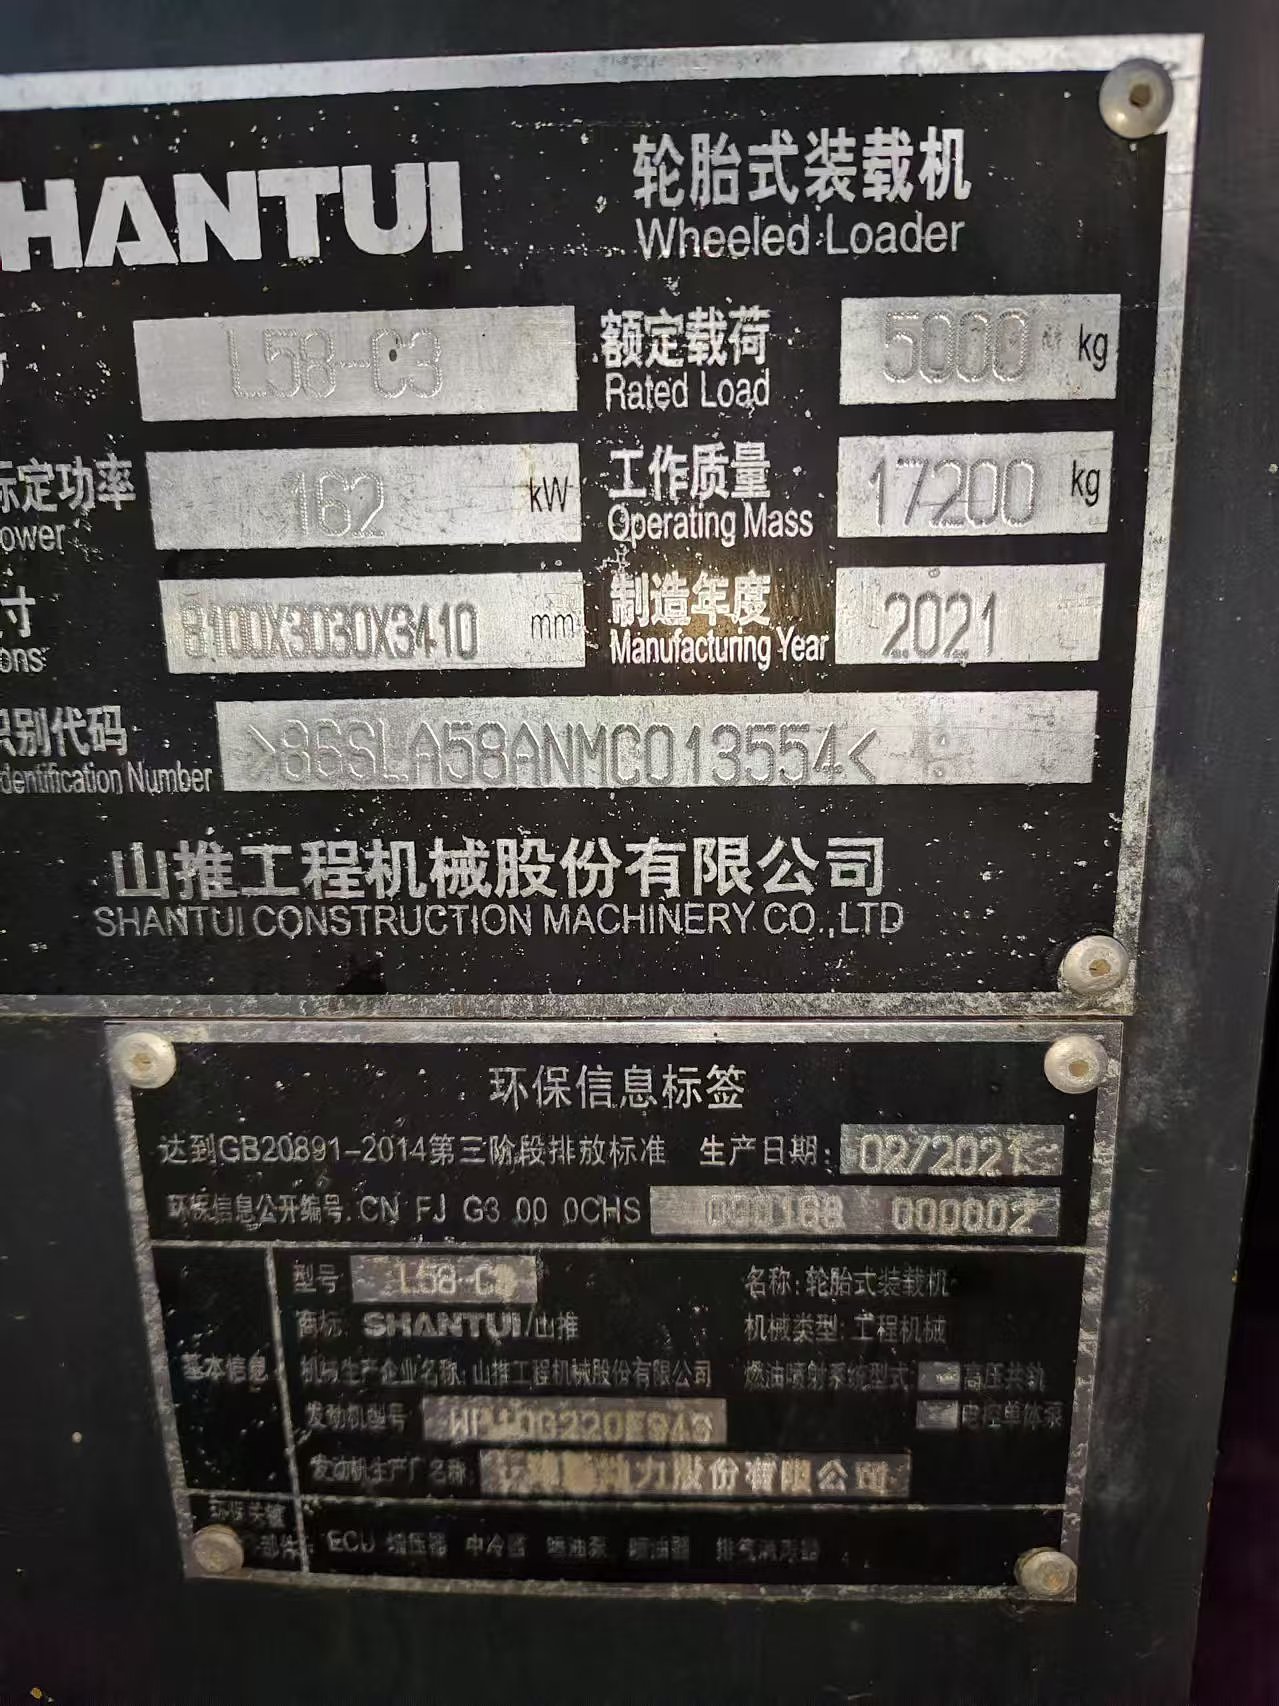 SHANTUI
轮胎式装载机
Wheeled Loader
L58-C3
额定载荷 5000 kg
Rated Load
标定功率 162 kW
ower
工作质量 17200 kg
Operating Mass
寸 8100X3030X3410 mm
ons
制造年度 2021
Manufacturing Year
识别代码 >86SLA58ANMC013554<
dentification Number
山推工程机械股份有限公司
SHANTUI CONSTRUCTION MACHINERY CO.,LTD
环保信息标签
达到GB20891-2014第三阶段排放标准 生产日期: 02/2021
环保信息公开编号: CN FJ G3 00 0CHS 000002
型号 L58-C 名称: 轮胎式装载机
商标: SHANTUI/山推 机械类型: 工程机械
基本信息
机械生产企业名称: 山推工程机械股份有限公司 燃油喷射系统型式: 高压共轨
发动机型号 电控单体泵
发动机生产厂名称: 动力股份有限公司
环保关键
部件: ECU 增压器 中冷器 喷油泵 喷油器 排气消声器